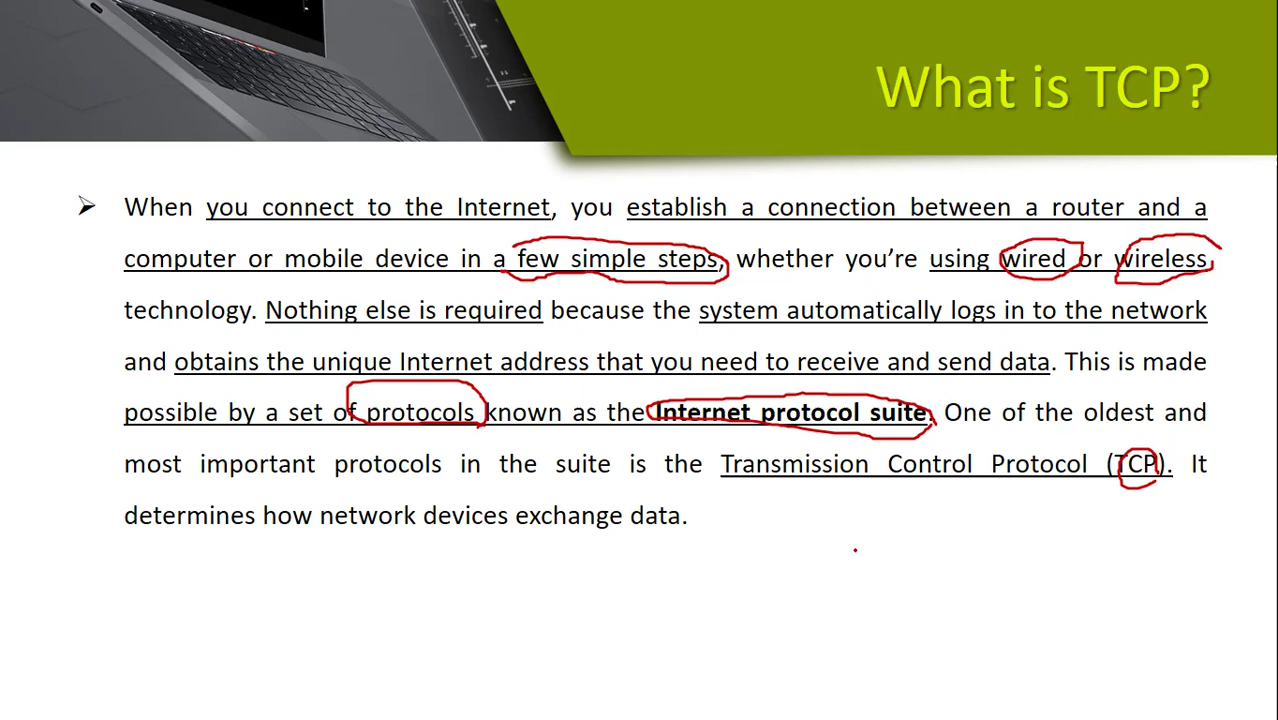 What is TCP?
When you connect to the Internet, you establish a connection between a router and a
computer or mobile device in a few simple steps, whether you're using wired or wireless
technology. Nothing else is required because the system automatically logs in to the network
and obtains the unique Internet address that you need to receive and send data. This is made
possible by a set of protocols known as the Internet protocol suite. One of the oldest and
most important protocols in the suite is the Transmission Control Protocol (TCP). It
determines how network devices exchange data.